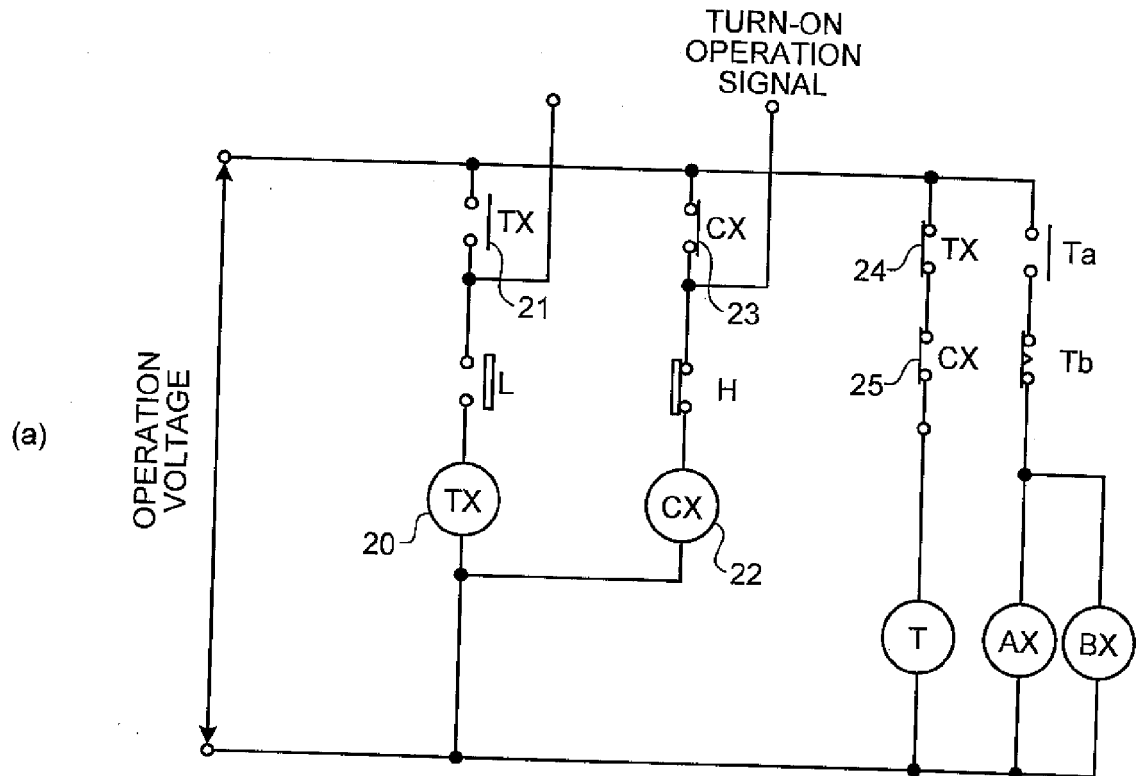 TURN-ON
OPERATION
SIGNAL
TX
21
CX
23
24
TX
Ta
25
CX
Tb
L
H
(a)
OPERATION
VOLTAGE
TX
20
CX
22
T
AX
BX